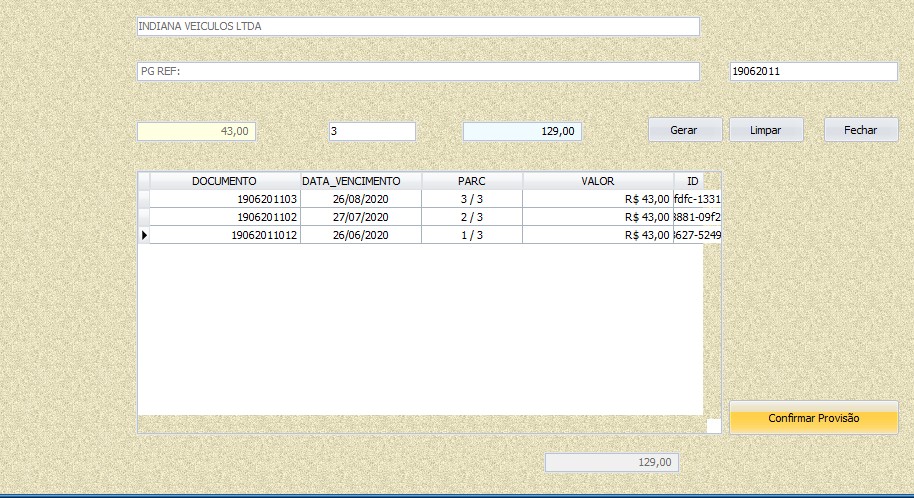 INDIANA VEICULOS LTDA
PG REF: 19062011
43,00 3 129,00 Gerar Limpar Fechar
DOCUMENTO DATA_VENCIMENTO PARC VALOR ID
1906201103 26/08/2020 3 / 3 R$ 43,00 fdfc-1331
1906201102 27/07/2020 2 / 3 R$ 43,00 8881-09f2
19062011012 26/06/2020 1 / 3 R$ 43,00 627-5249
Confirmar Provisão
129,00